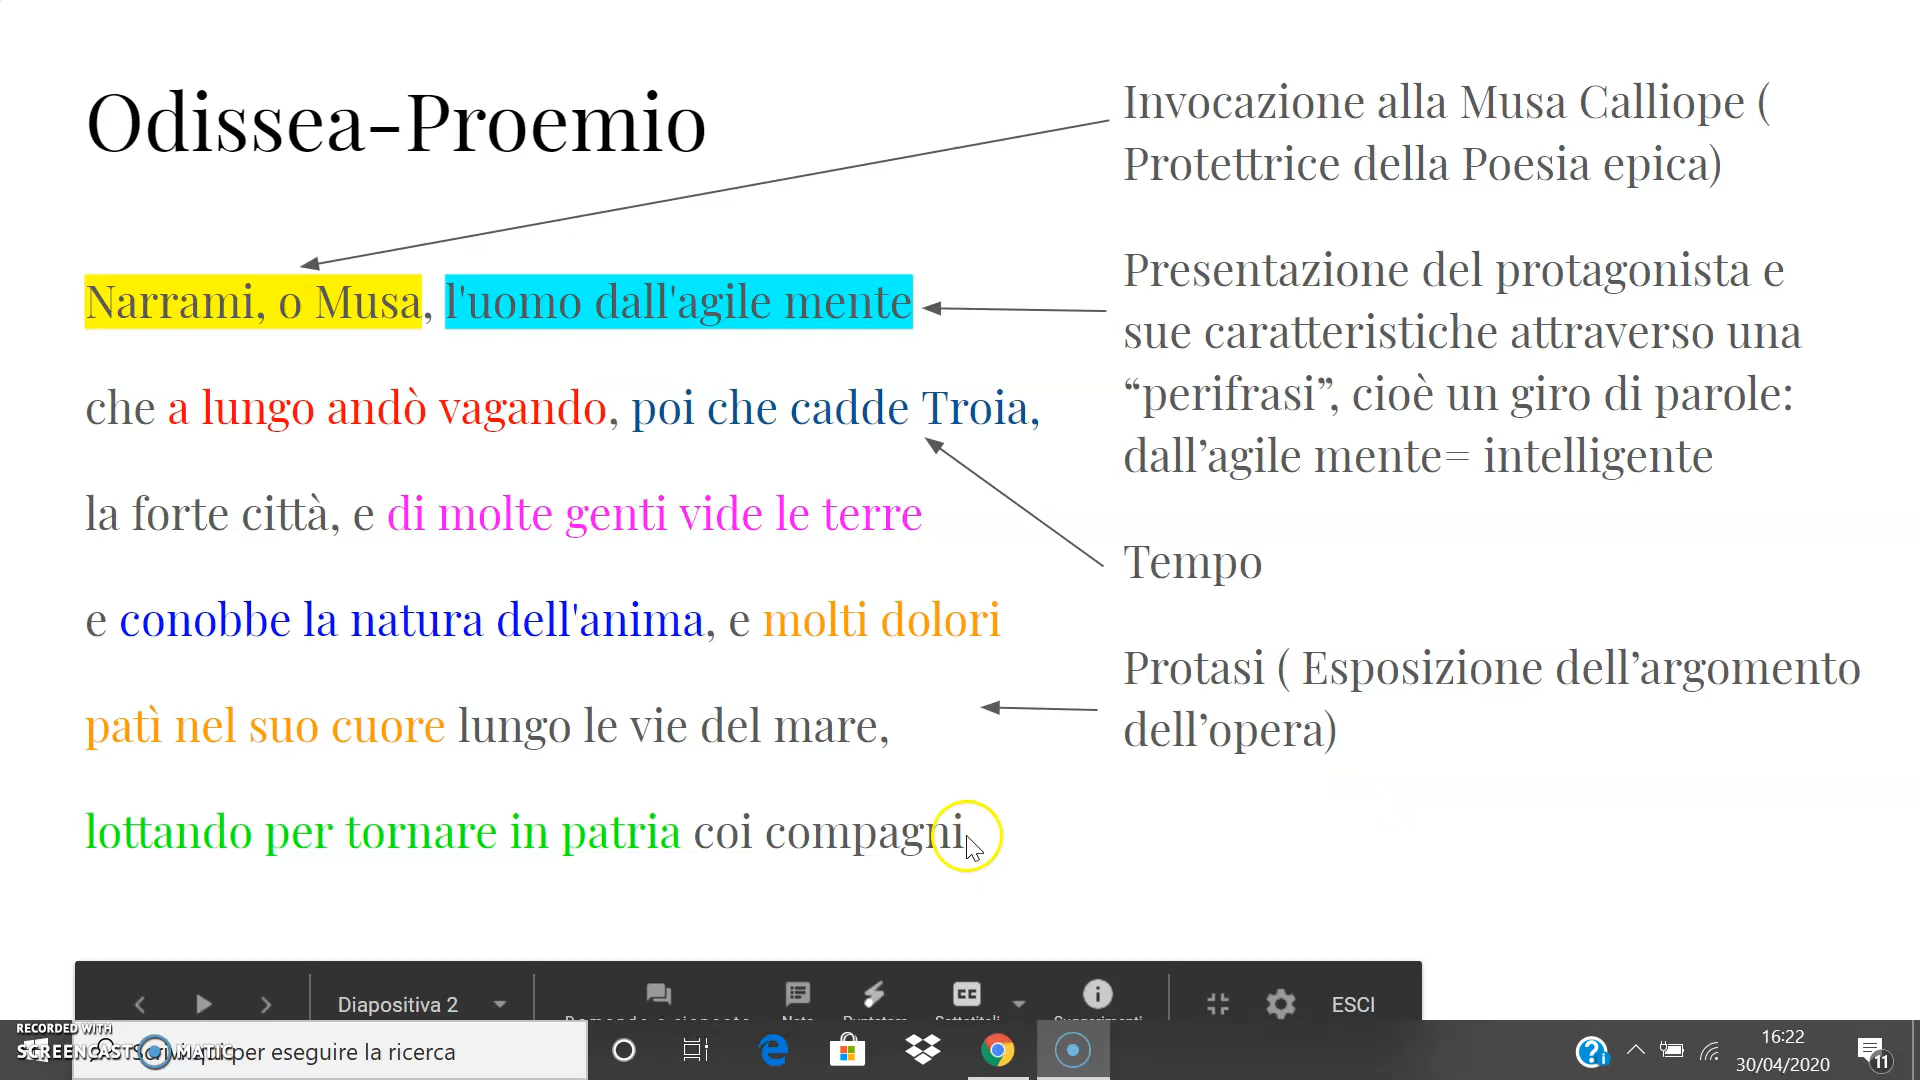 Odissea-Proemio
Narrami, o Musa, l'uomo dall'agile mente
che a lungo andò vagando, poi che cadde Troia,
la forte città, e di molte genti vide le terre
e conobbe la natura dell'anima, e molti dolori
patì nel suo cuore lungo le vie del mare,
lottando per tornare in patria coi compagni
Invocazione alla Musa Calliope (
Protettrice della Poesia epica)
Presentazione del protagonista e
sue caratteristiche attraverso una
“perifrasi”, cioè un giro di parole:
dall’agile mente= intelligente
Tempo
Protasi ( Esposizione dell’argomento
dell’opera)
Diapositiva 2
ESCI
RECORDED WITH
SCREENCAST MATIC
per eseguire la ricerca
16:22
30/04/2020
11